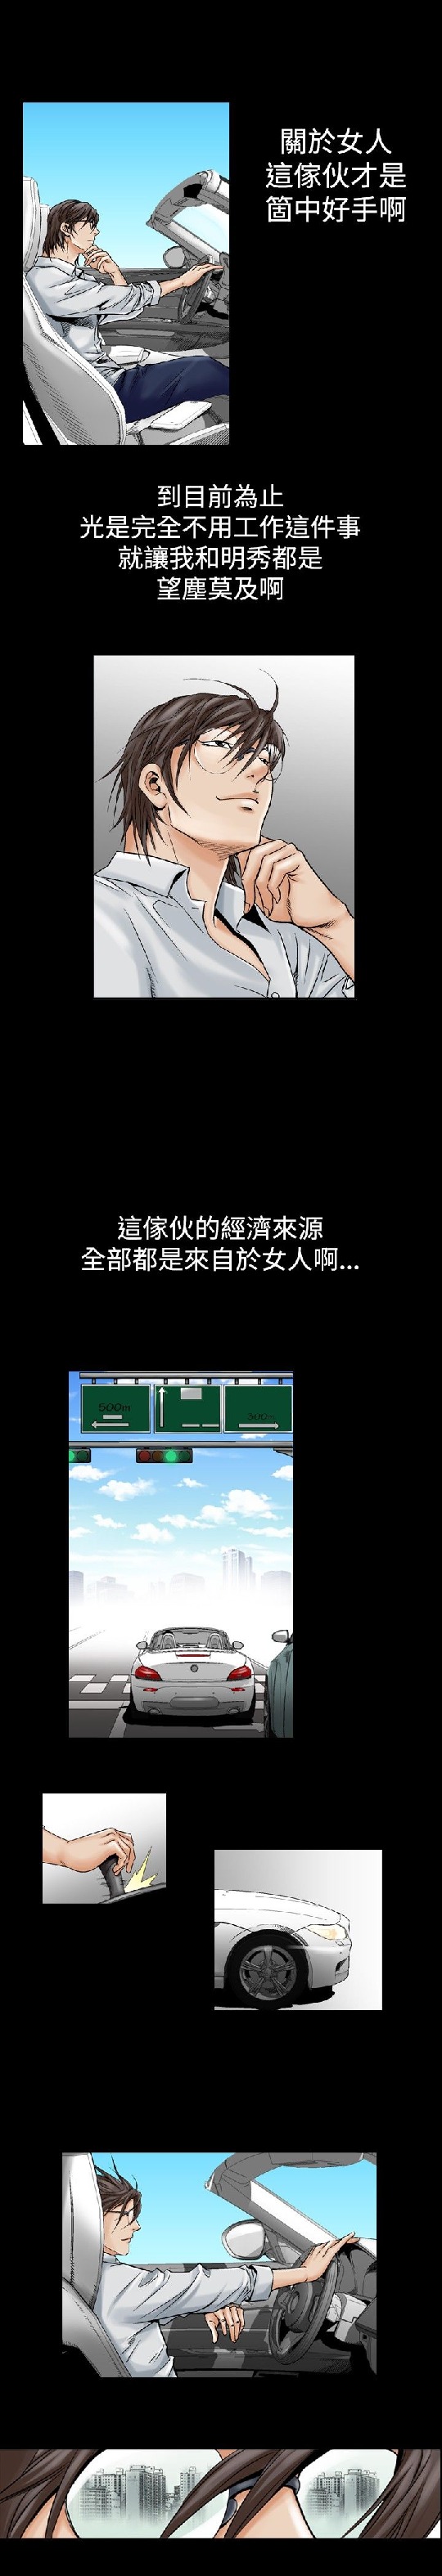 關於女人
這傢伙才是
箇中好手啊
到目前為止
光是完全不用工作這件事
就讓我和明秀都是
望塵莫及啊
這傢伙的經濟來源
全部都是來自於女人啊...
500m
300m